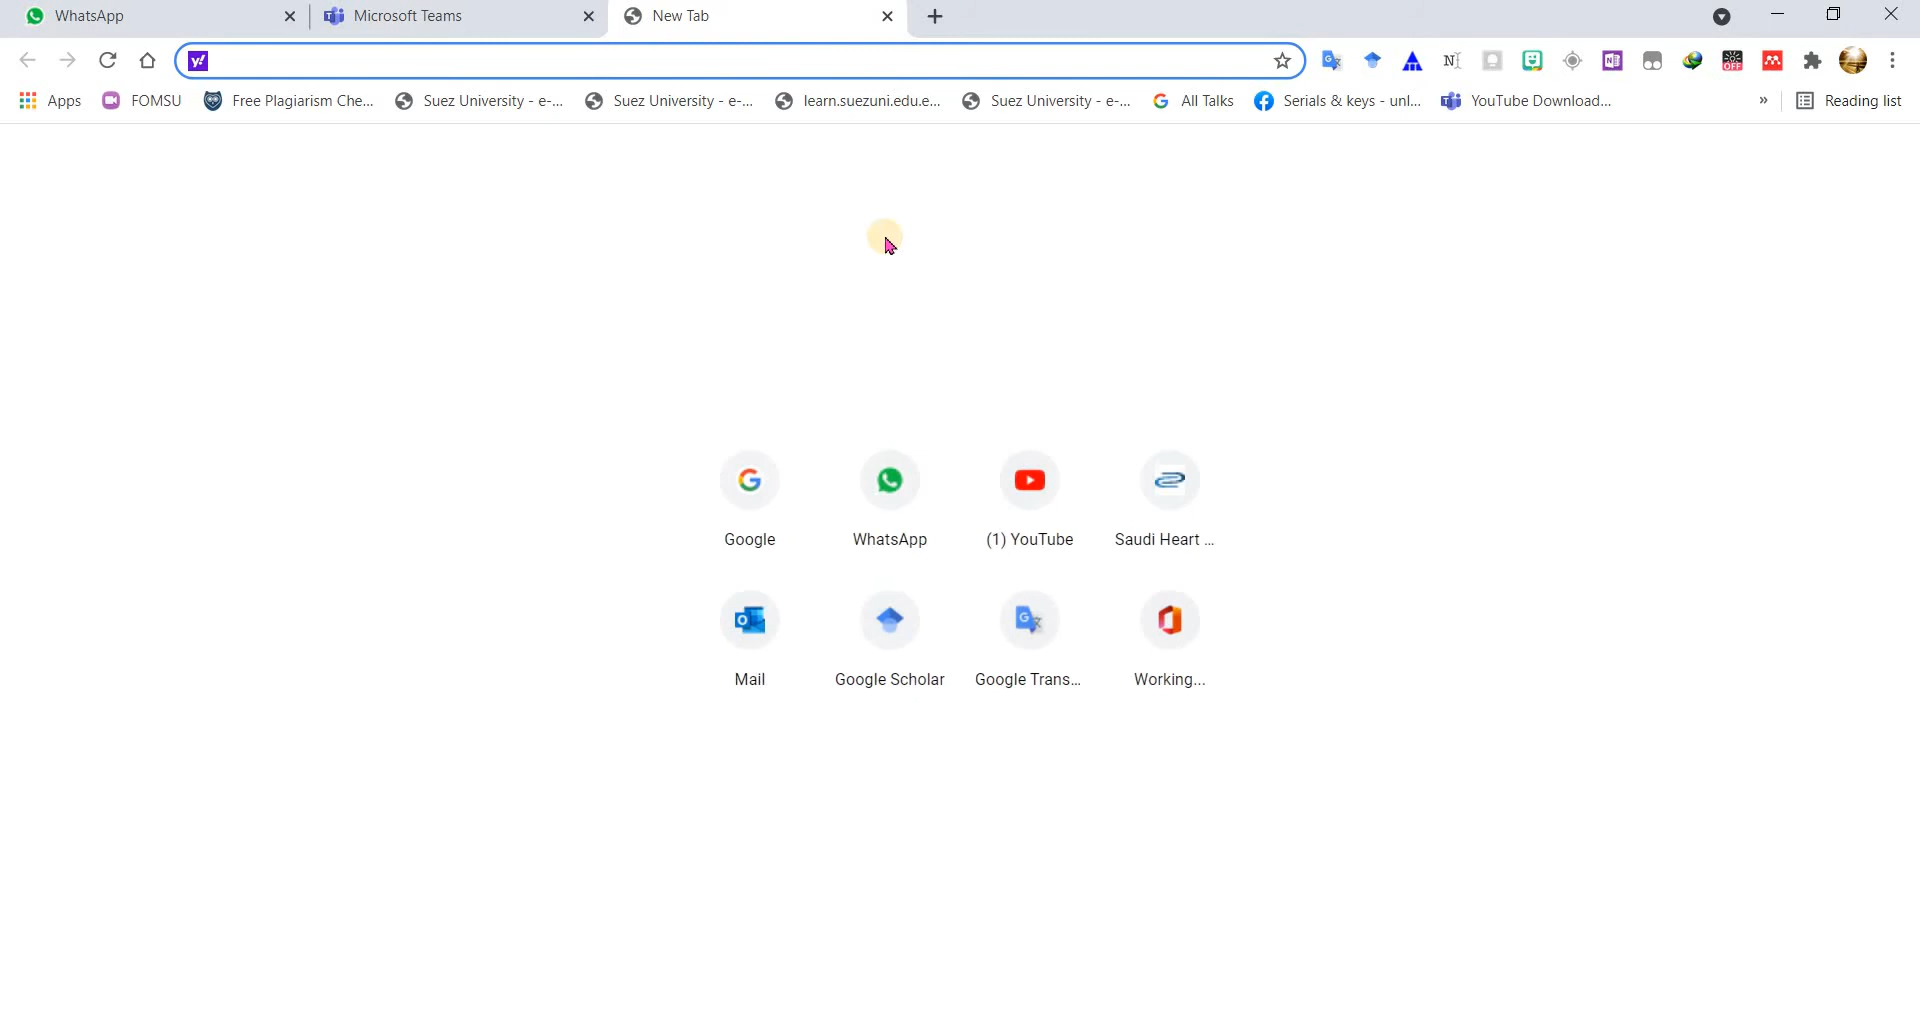 WhatsApp
Microsoft Teams
New Tab
y!
Apps
FOMSU
Free Plagiarism Che...
Suez University - e-...
Suez University - e-...
learn.suezuni.edu.e...
Suez University - e-...
All Talks
Serials & keys - unl...
YouTube Download...
»
Reading list
Google
WhatsApp
(1) YouTube
Saudi Heart ...
Mail
Google Scholar
Google Trans...
Working...